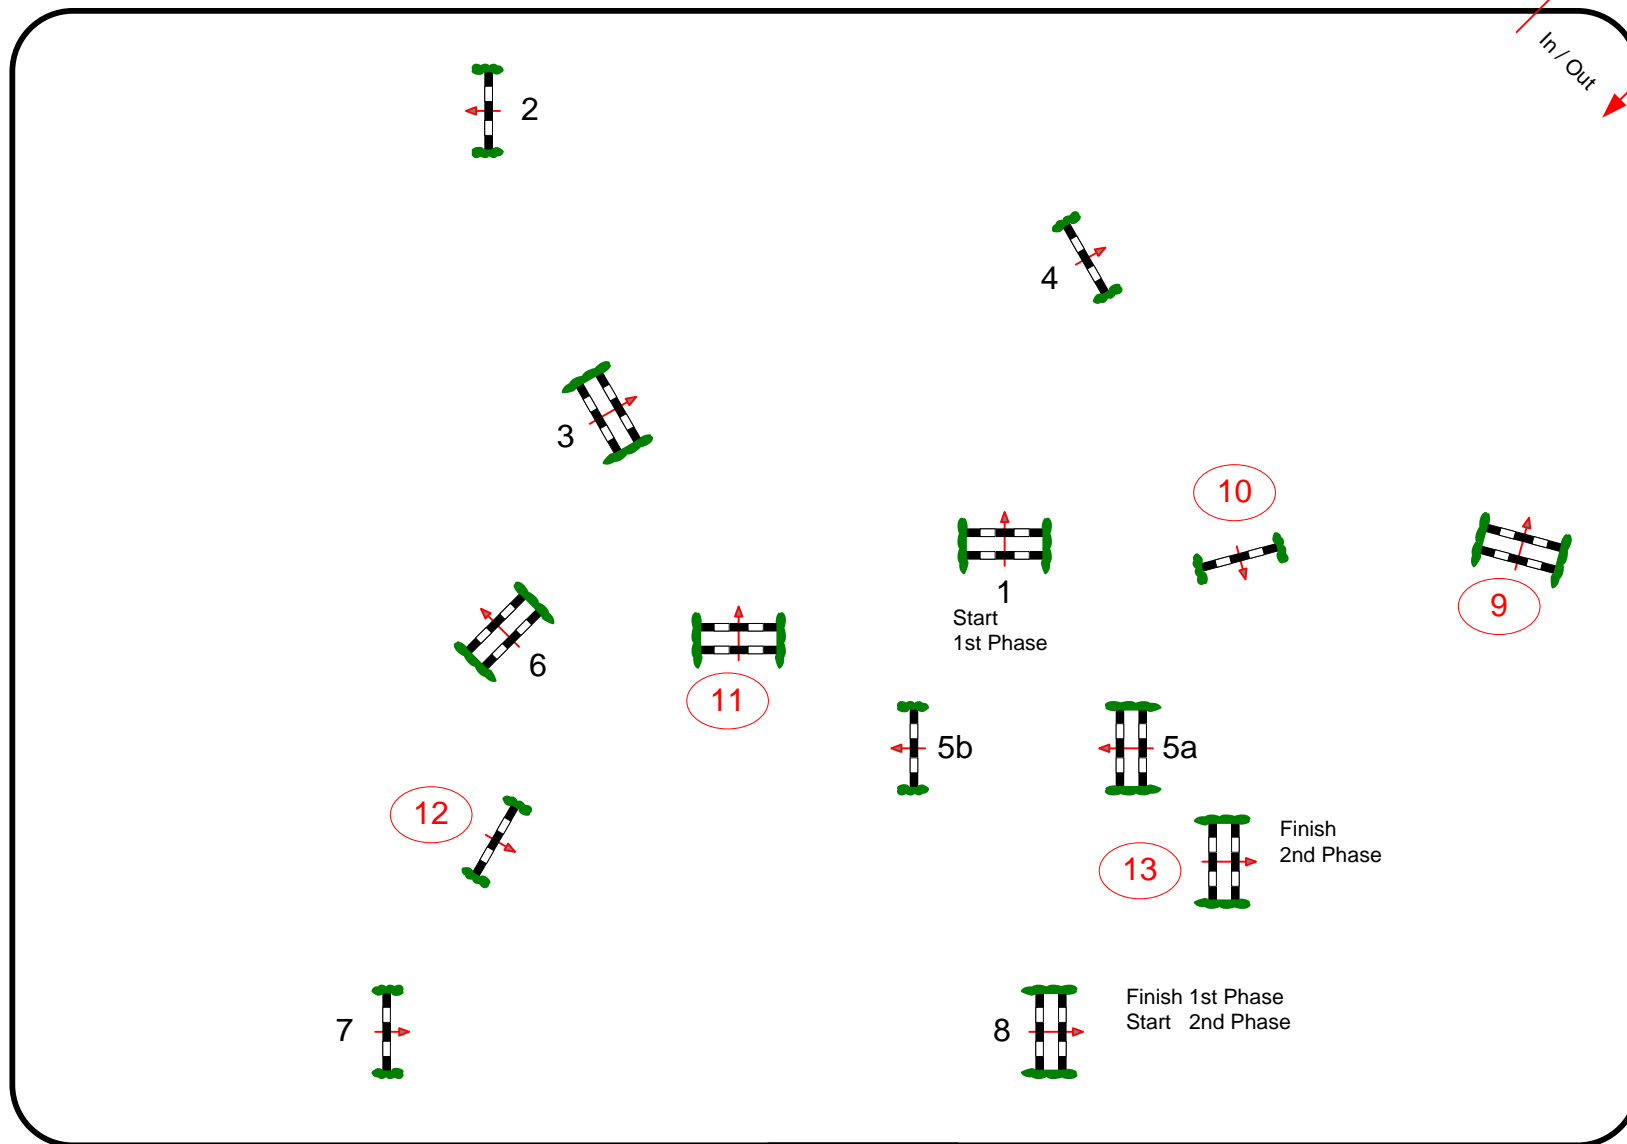 In / Out
2
4
3
10
9
1
Start
1st Phase
6
11
5b
5a
12
Finish
2nd Phase
13
7
8
Finish 1st Phase
Start 2nd Phase